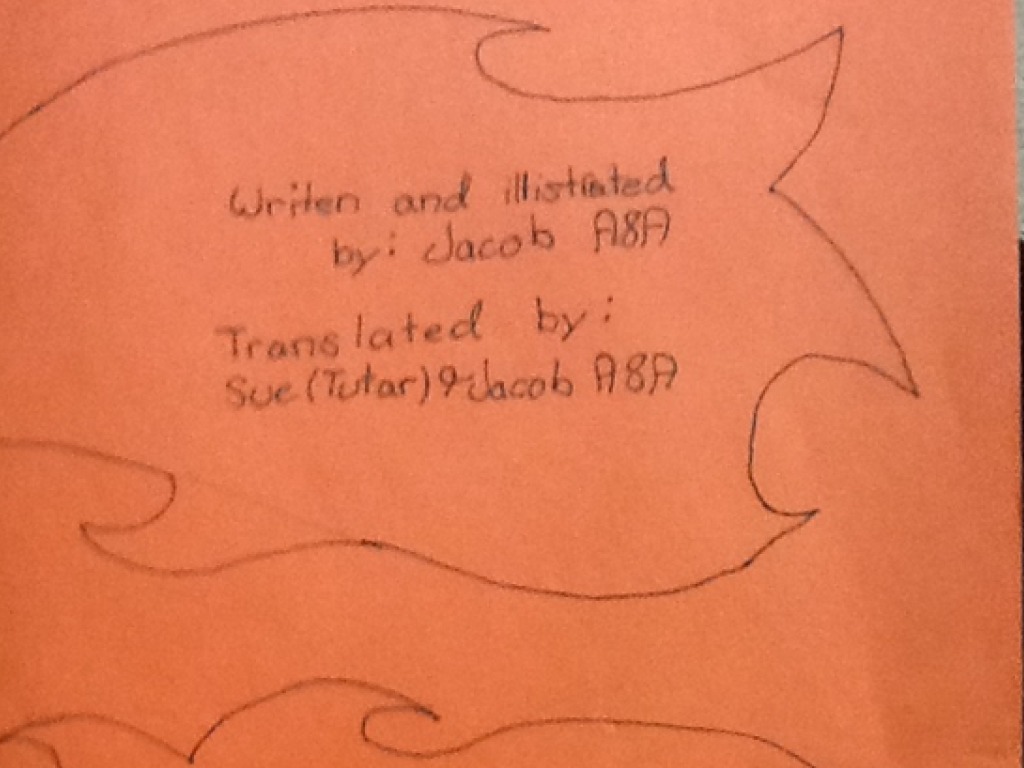 Writen and illistrated
by: Jacob A8A
Translated by:
Sue (Tutar) & Jacob A8A